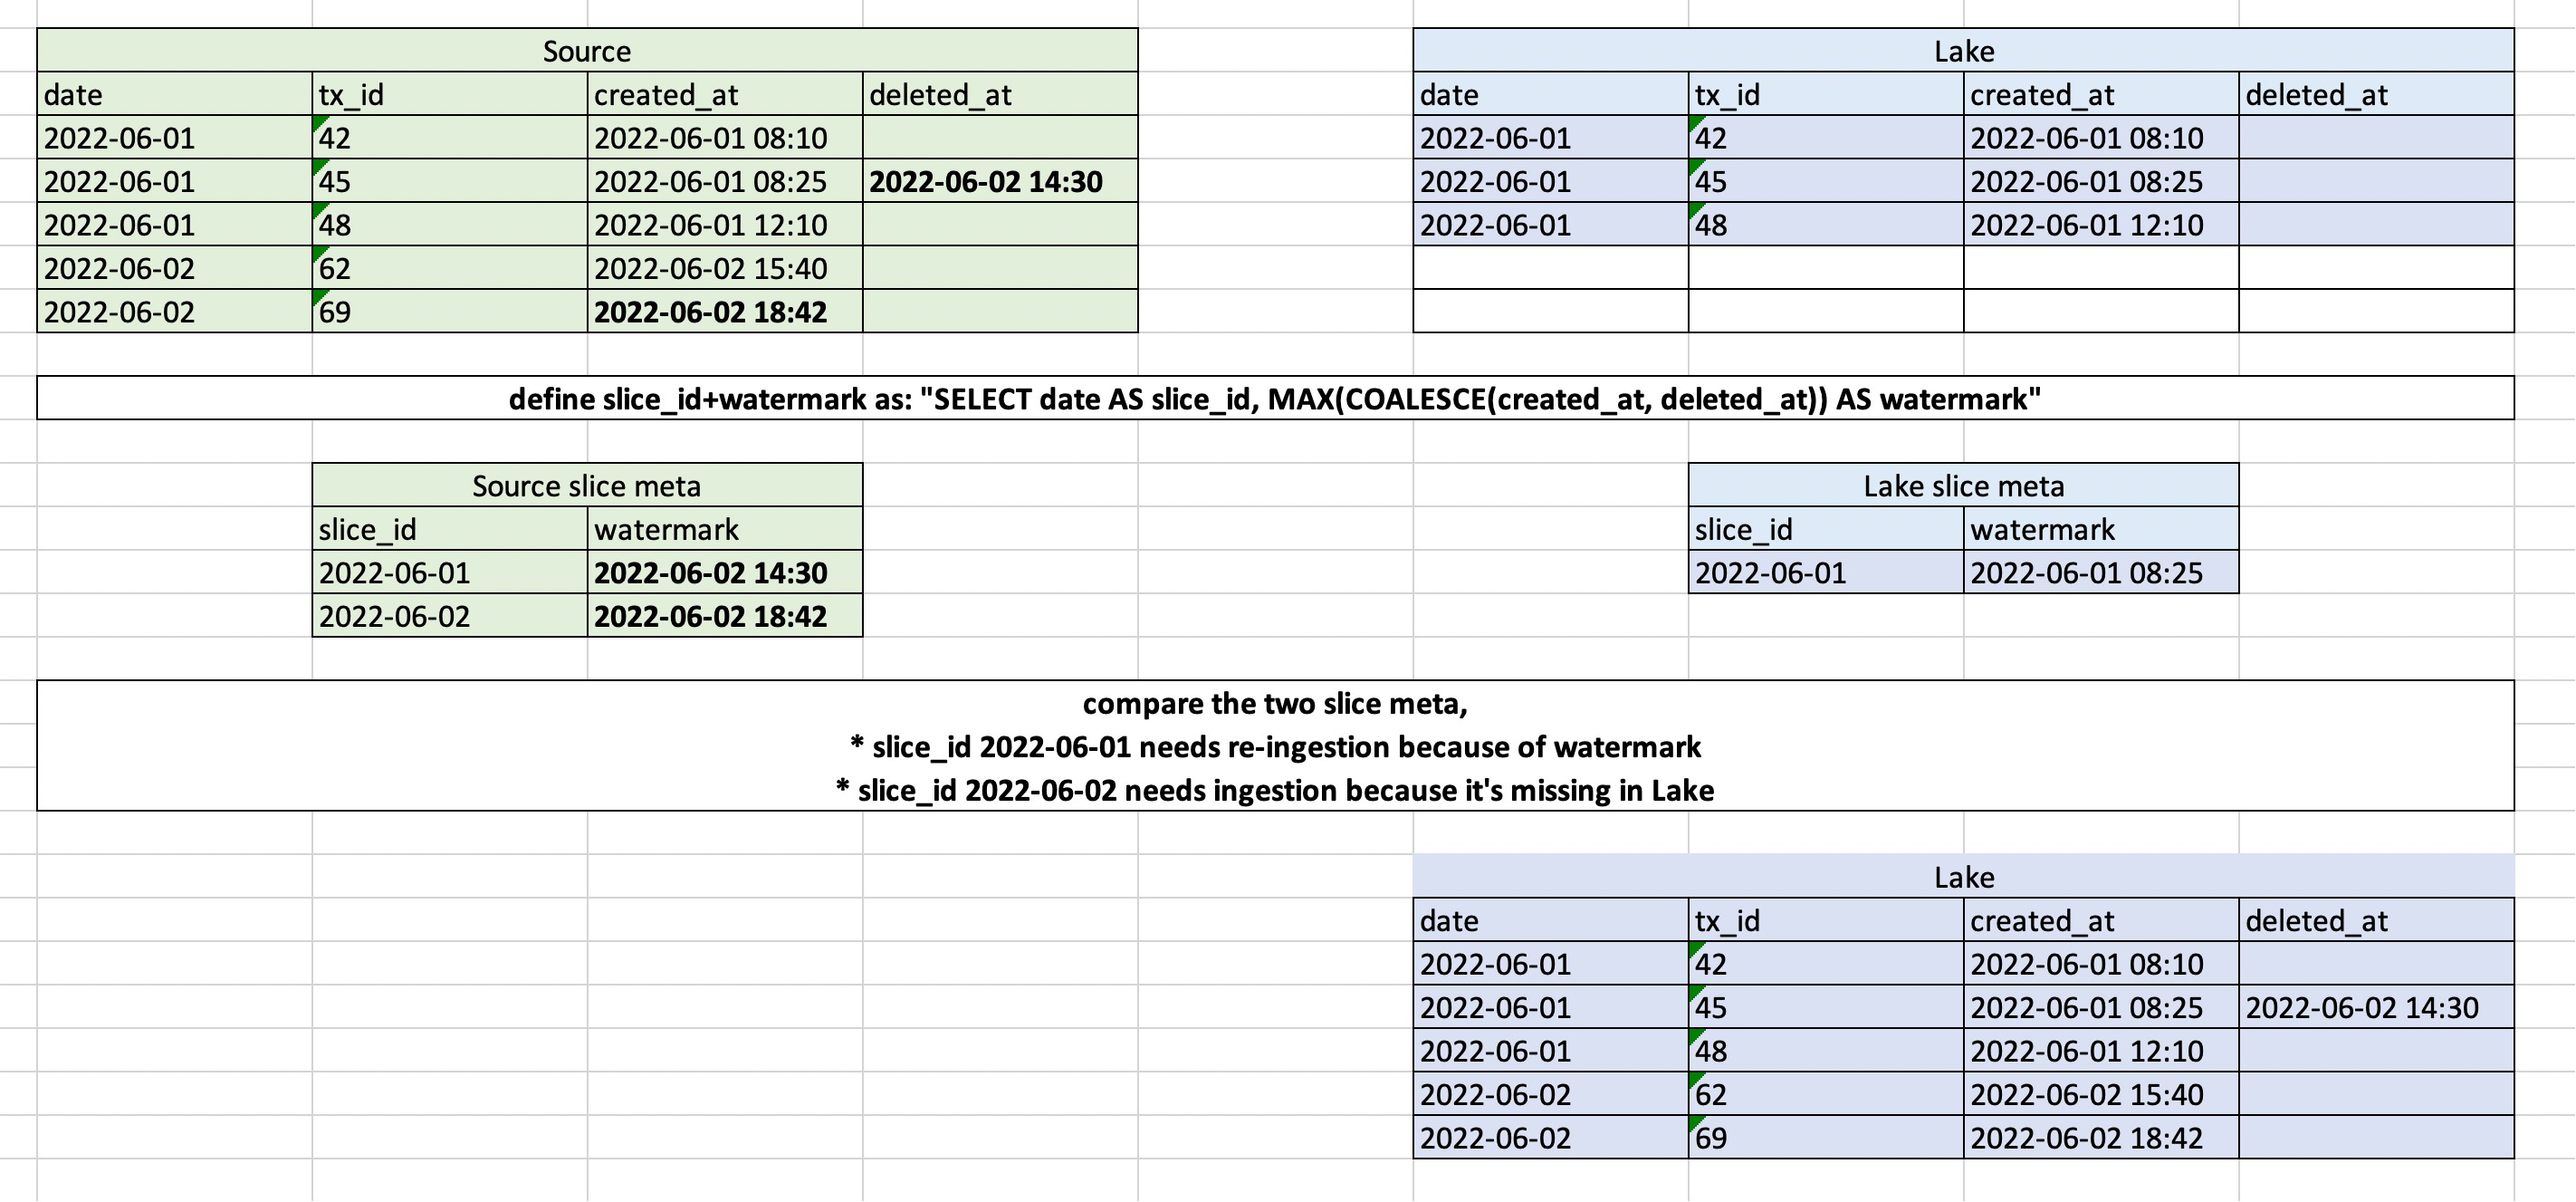 Source
date tx_id created_at deleted_at
2022-06-01 42 2022-06-01 08:10
2022-06-01 45 2022-06-01 08:25 2022-06-02 14:30
2022-06-01 48 2022-06-01 12:10
2022-06-02 62 2022-06-02 15:40
2022-06-02 69 2022-06-02 18:42
Lake
date tx_id created_at deleted_at
2022-06-01 42 2022-06-01 08:10
2022-06-01 45 2022-06-01 08:25
2022-06-01 48 2022-06-01 12:10
define slice_id+watermark as: "SELECT date AS slice_id, MAX(COALESCE(created_at, deleted_at)) AS watermark"
Source slice meta
slice_id watermark
2022-06-01 2022-06-02 14:30
2022-06-02 2022-06-02 18:42
Lake slice meta
slice_id watermark
2022-06-01 2022-06-01 08:25
compare the two slice meta,
* slice_id 2022-06-01 needs re-ingestion because of watermark
* slice_id 2022-06-02 needs ingestion because it's missing in Lake
Lake
date tx_id created_at deleted_at
2022-06-01 42 2022-06-01 08:10
2022-06-01 45 2022-06-01 08:25 2022-06-02 14:30
2022-06-01 48 2022-06-01 12:10
2022-06-02 62 2022-06-02 15:40
2022-06-02 69 2022-06-02 18:42